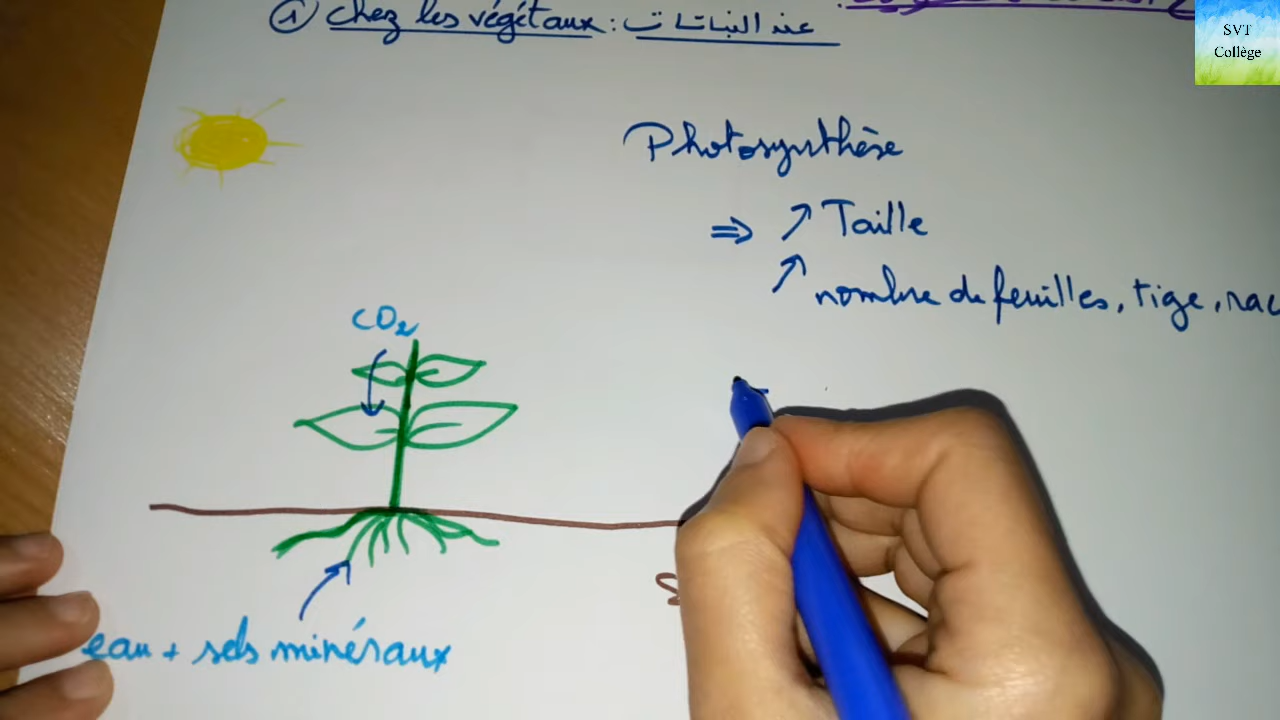 ① Chez les végétaux : عند النباتات
SVT
Collège
Photosynthèse
⇒ ↗ Taille
↗ nombre de feuilles, tige, rac
CO2
eau + sels minéraux